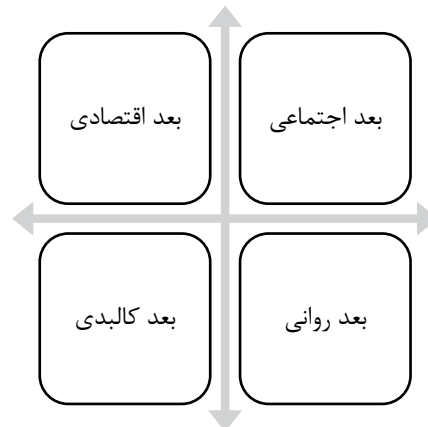 بعد اجتماعی
بعد اقتصادی
بعد روانی
بعد کالبدی